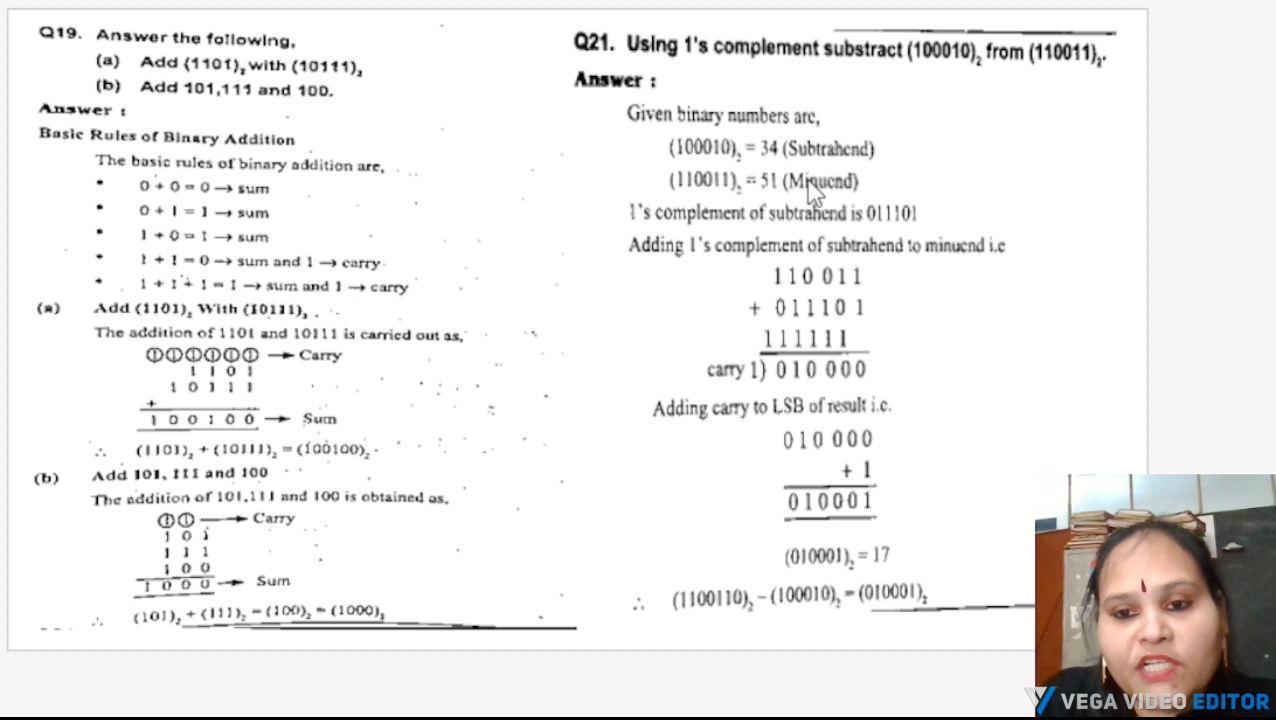 Q19. Answer the following,
(a) Add (1101)₂ with (10111)₂
(b) Add 101,111 and 100.
Answer :
Basic Rules of Binary Addition
The basic rules of binary addition are,
* 0 + 0 = 0 → sum
* 0 + 1 = 1 → sum
* 1 + 0 = 1 → sum
* 1 + 1 = 0 → sum and 1 → carry
* 1 + 1 + 1 = 1 → sum and 1 → carry
(a) Add (1101)₂ With (10111)₂
The addition of 1101 and 10111 is carried out as,
①①①①①① → Carry
1 1 0 1
1 0 1 1 1
+
1 0 0 1 0 0 → Sum
∴ (1101)₂ + (10111)₂ = (100100)₂
(b) Add 101, 111 and 100
The addition of 101,111 and 100 is obtained as,
①① → Carry
1 0 1
1 1 1
1 0 0
1 0 0 0 → Sum
∴ (101)₂ + (111)₂ = (100)₂ = (1000)₂
Q21. Using 1's complement substract (100010)₂ from (110011)₂.
Answer :
Given binary numbers are,
(100010)₂ = 34 (Subtrahend)
(110011)₂ = 51 (Minuend)
1's complement of subtrahend is 011101
Adding 1's complement of subtrahend to minuend i.e
110 011
+ 01110 1
111111
carry 1) 010 000
Adding carry to LSB of result i.e.
010 000
+ 1
010001
(010001)₂ = 17
∴ (1100110)₂ – (100010)₂ = (010001)₂
VEGA VIDEO EDITOR